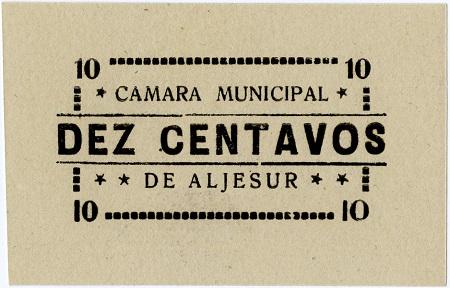 10 10
★ CAMARA MUNICIPAL ★
DEZ CENTAVOS
★ ★ DE ALJESUR ★ ★
10 10